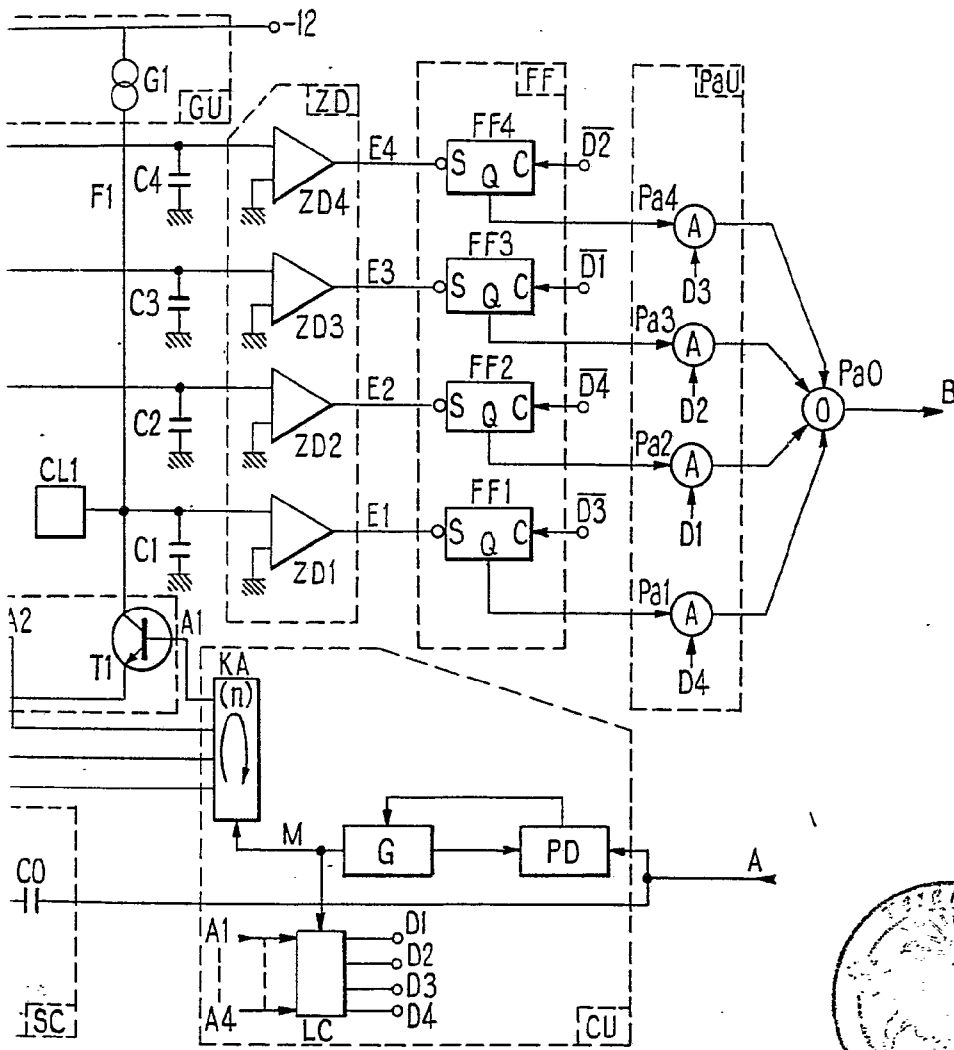 -12
G1
GU
ZD
FF
PaU
C4
F1
ZD4
E4
FF4
S Q C
D2
Pa4
A
D3
C3
ZD3
E3
FF3
S Q C
D1
Pa3
A
D2
C2
ZD2
E2
FF2
S Q C
D4
Pa2
A
D1
Pa0
O
B
CL1
C1
ZD1
E1
FF1
S Q C
D3
Pa1
A
D4
A2
A1
T1
KA
(n)
M
G
PD
A
C0
A1
A4
LC
D1
D2
D3
D4
SC
CU